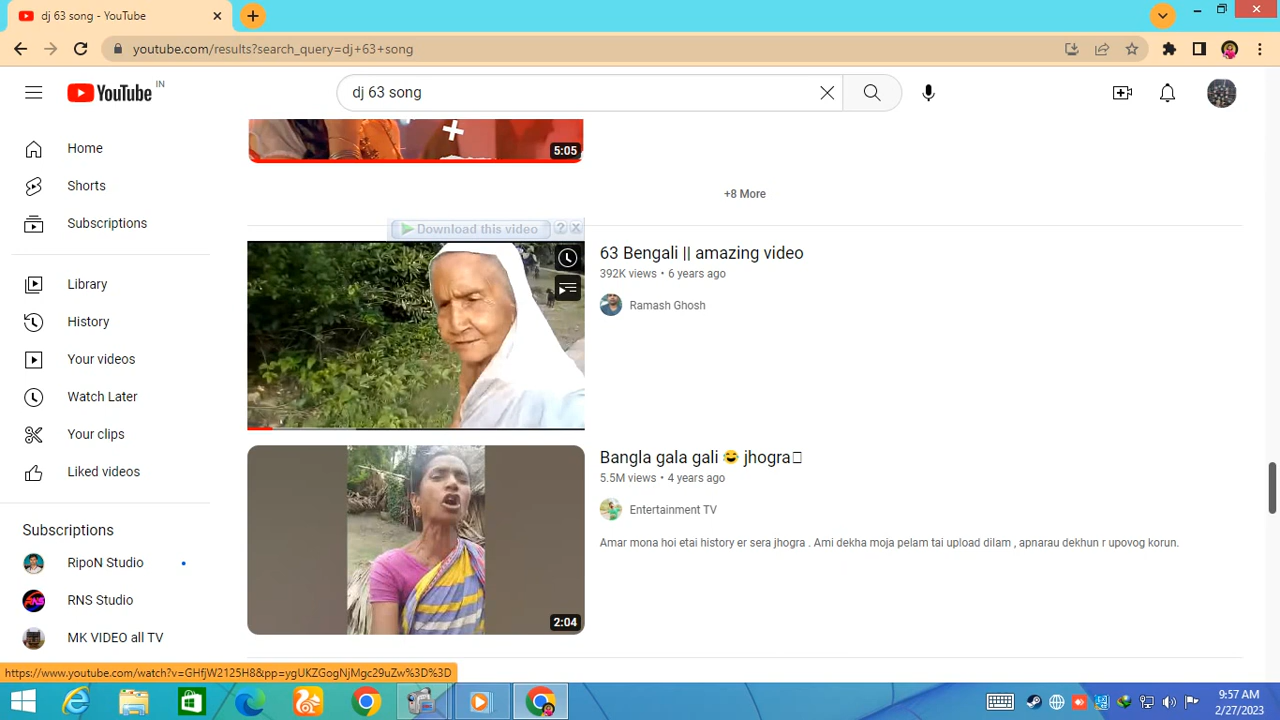 dj 63 song - YouTube
youtube.com/results?search_query=dj+63+song
YouTube IN
dj 63 song
Home
Shorts
Subscriptions
Library
History
Your videos
Watch Later
Your clips
Liked videos
Subscriptions
RipoN Studio
RNS Studio
RNS
MK VIDEO all TV
5:05
+8 More
Download this video
63 Bengali || amazing video
392K views • 6 years ago
Ramash Ghosh
Bangla gala gali 😂 jhogra
5.5M views • 4 years ago
Entertainment TV
Amar mona hoi etai history er sera jhogra . Ami dekha moja pelam tai upload dilam , apnarau dekhun r upovog korun.
2:04
https://www.youtube.com/watch?v=GHfjW2125H8&pp=ygUKZGogNjMgc29uZw%3D%3D
9:57 AM
2/27/2023